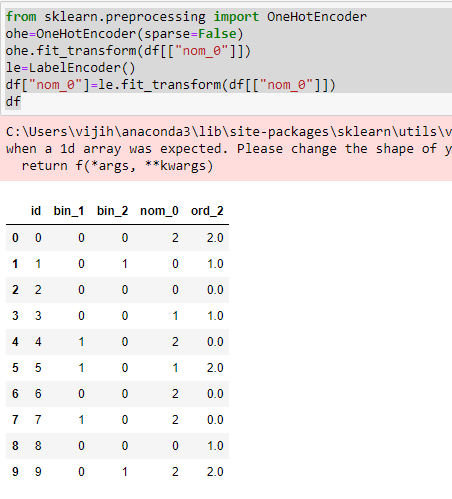 from sklearn.preprocessing import OneHotEncoder
ohe=OneHotEncoder(sparse=False)
ohe.fit_transform(df[["nom_0"]])
le=LabelEncoder()
df["nom_0"]=le.fit_transform(df[["nom_0"]])
df
C:\Users\vijih\anaconda3\lib\site-packages\sklearn\utils\v
when a 1d array was expected. Please change the shape of y
return f(*args, **kwargs)
id bin_1 bin_2 nom_0 ord_2
0 0 0 0 2 2.0
1 1 0 1 0 1.0
2 2 0 0 0 0.0
3 3 0 0 1 1.0
4 4 1 0 2 0.0
5 5 1 0 1 2.0
6 6 0 0 2 0.0
7 7 1 0 2 0.0
8 8 0 0 0 1.0
9 9 0 1 2 2.0